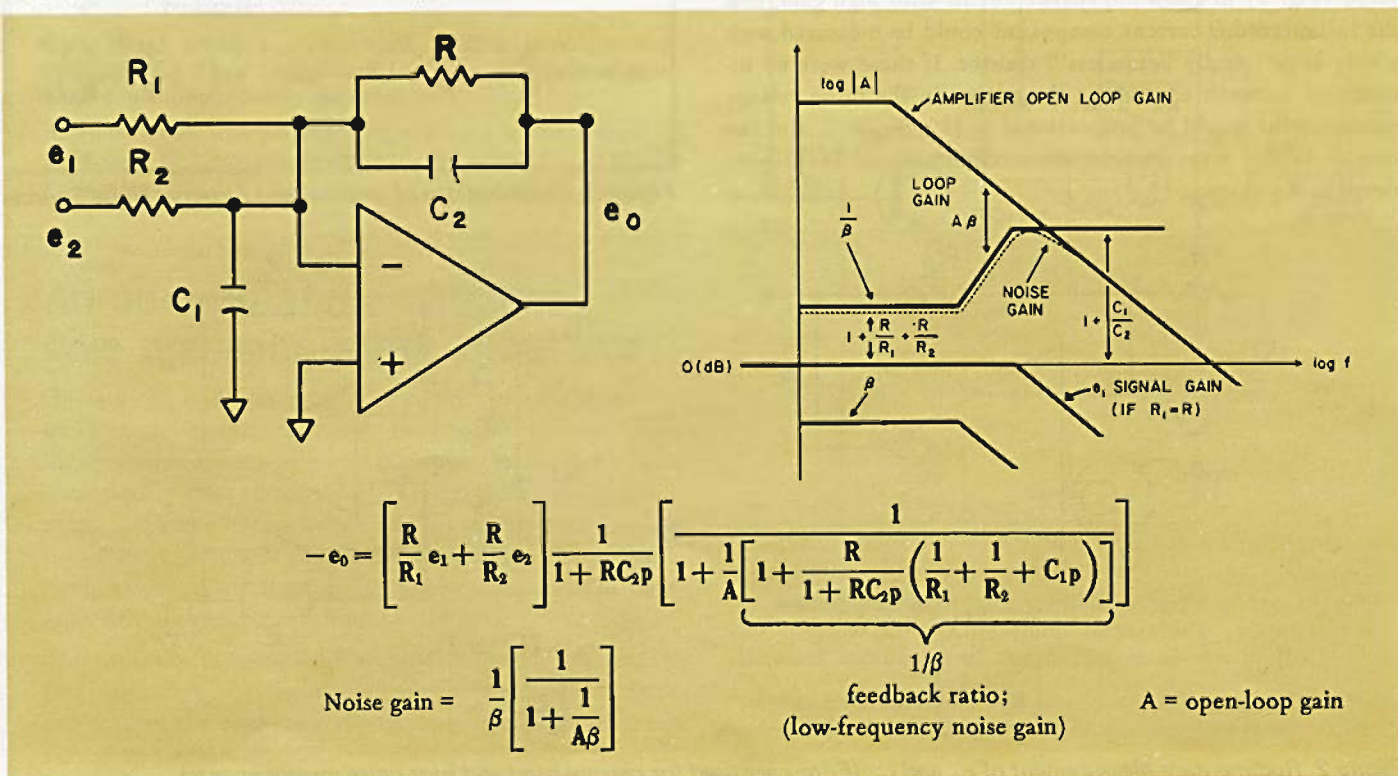 R
R₁
e₁
R₂
C₂
e₂
e₀
C₁
−
+
log |A|
AMPLIFIER OPEN LOOP GAIN
LOOP
GAIN
Aβ
1/β
NOISE
GAIN
1 + R/R₁ + R/R₂
1 + C₁/C₂
O(dB)
log f
β
e₁ SIGNAL GAIN
(IF R₁=R)
−e₀ = [R/R₁ e₁ + R/R₂ e₂] 1/(1 + RC₂p) [1/(1 + 1/A [1 + R/(1 + RC₂p) (1/R₁ + 1/R₂ + C₁p)])]
1/β
feedback ratio;
(low-frequency noise gain)
Noise gain = 1/β [1/(1 + 1/Aβ)]
A = open-loop gain